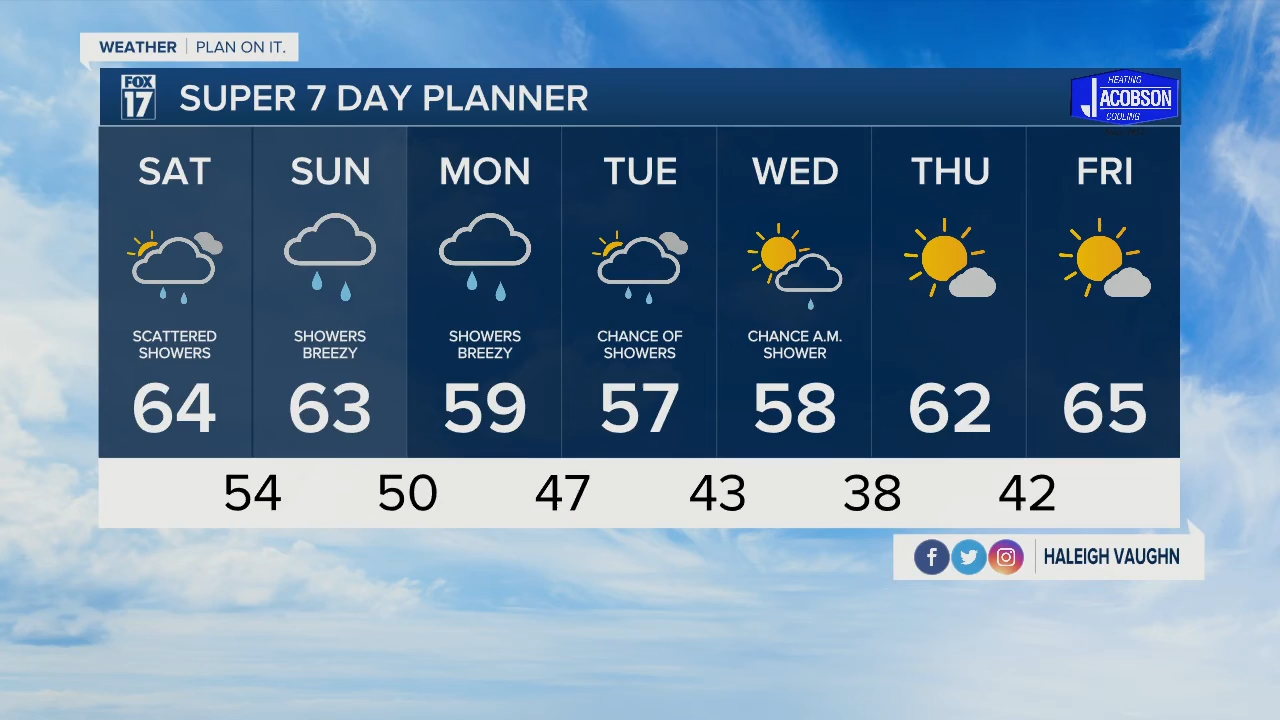 WEATHER | PLAN ON IT.
FOX
17
SUPER 7 DAY PLANNER
HEATING
JACOBSON
COOLING
SAT SUN MON TUE WED THU FRI
SCATTERED SHOWERS SHOWERS CHANCE OF CHANCE A.M.
SHOWERS BREEZY BREEZY SHOWERS SHOWER
64 63 59 57 58 62 65
54 50 47 43 38 42
HALEIGH VAUGHN